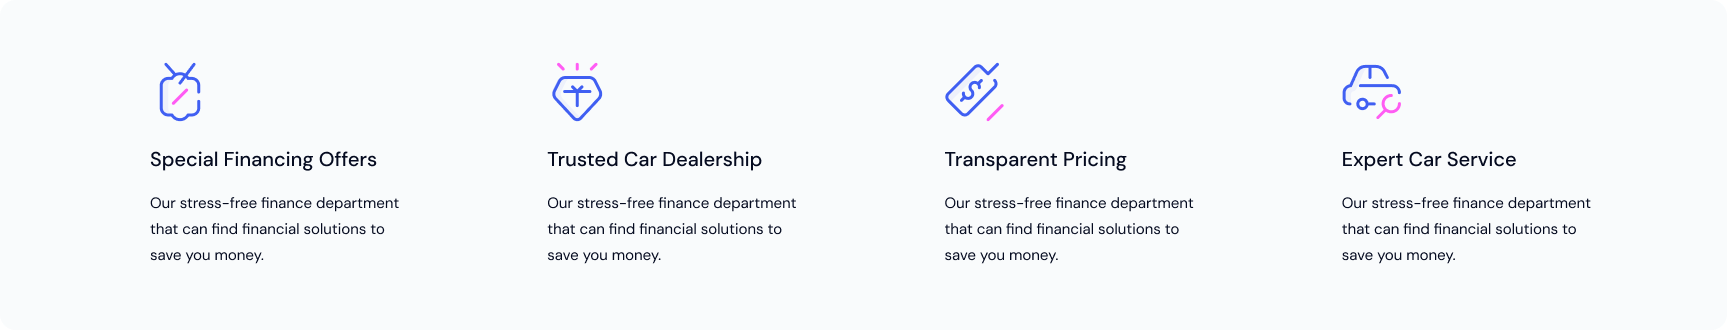 Special Financing Offers
Our stress-free finance department
that can find financial solutions to
save you money.
Trusted Car Dealership
Our stress-free finance department
that can find financial solutions to
save you money.
$
Transparent Pricing
Our stress-free finance department
that can find financial solutions to
save you money.
Expert Car Service
Our stress-free finance department
that can find financial solutions to
save you money.